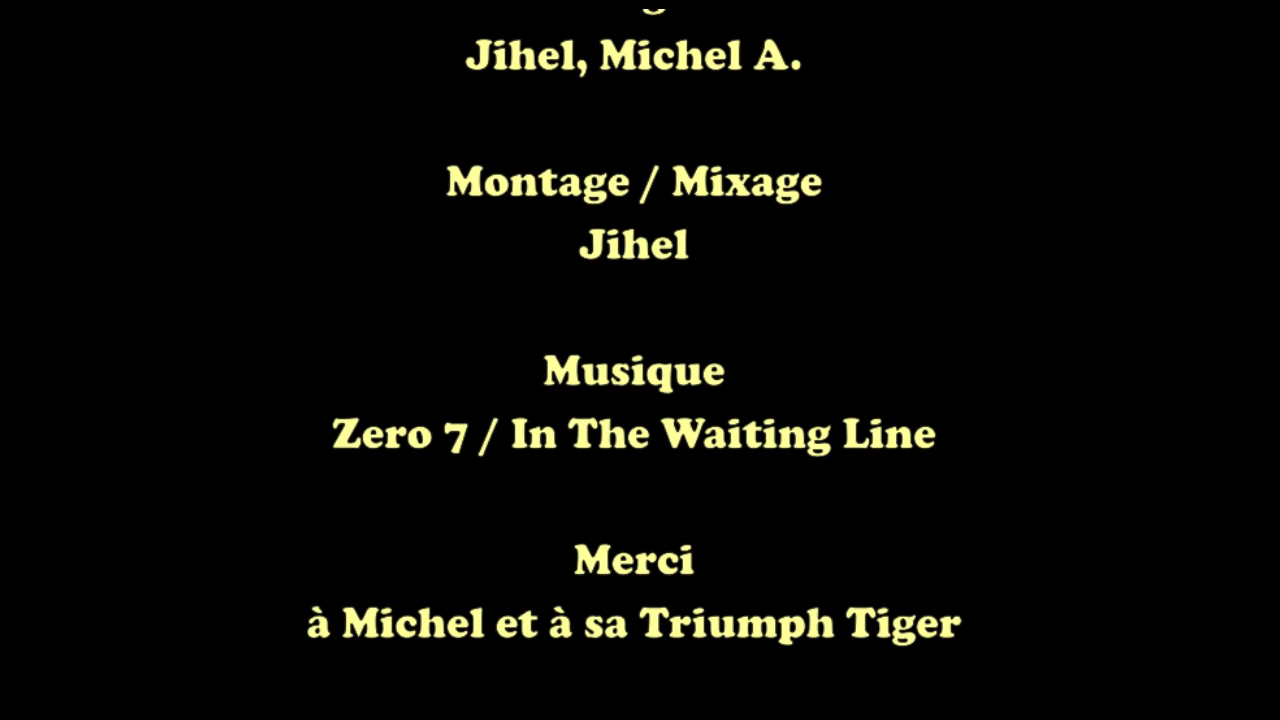 Jihel, Michel A.
Montage / Mixage
Jihel
Musique
Zero 7 / In The Waiting Line
Merci
à Michel et à sa Triumph Tiger